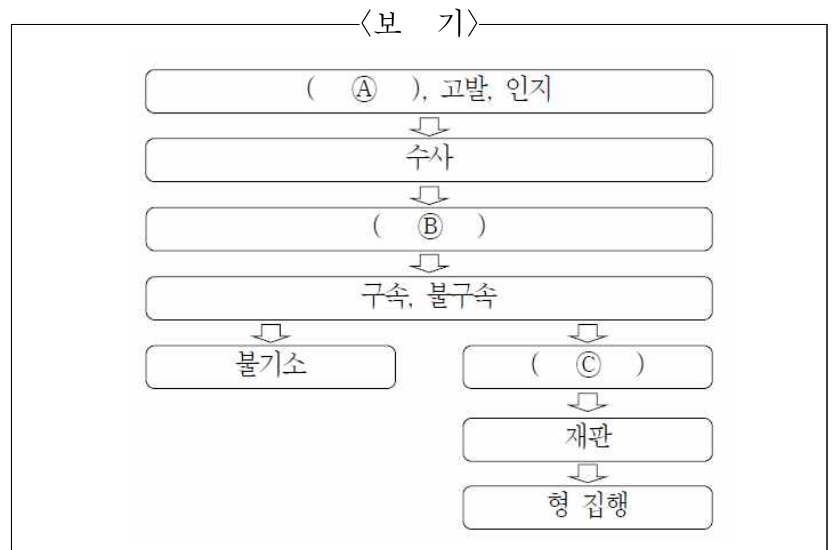 〈보 기〉
( Ⓐ ), 고발, 인지
수사
( Ⓑ )
구속, 불구속
불기소 ( Ⓒ )
재판
형 집행